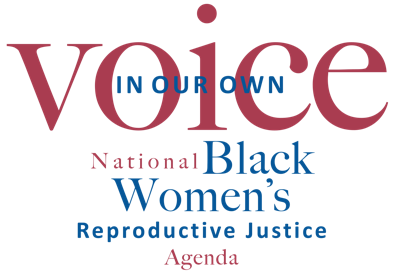 voice
IN OUR OWN
National Black
Women's
Reproductive Justice
Agenda